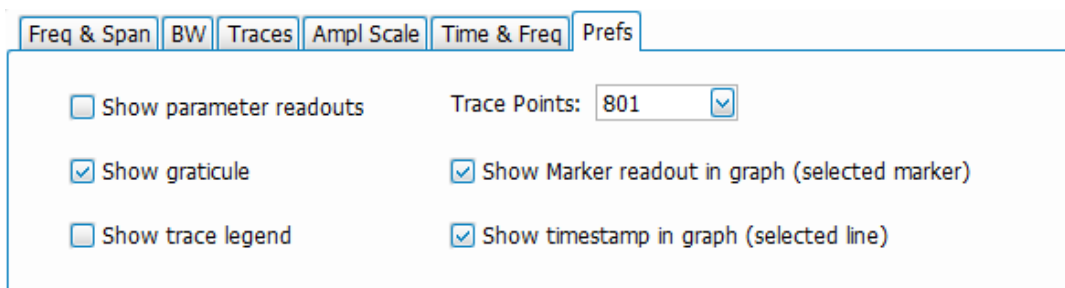 Freq & Span BW Traces Ampl Scale Time & Freq Prefs
Show parameter readouts Trace Points: 801
Show graticule Show Marker readout in graph (selected marker)
Show trace legend Show timestamp in graph (selected line)